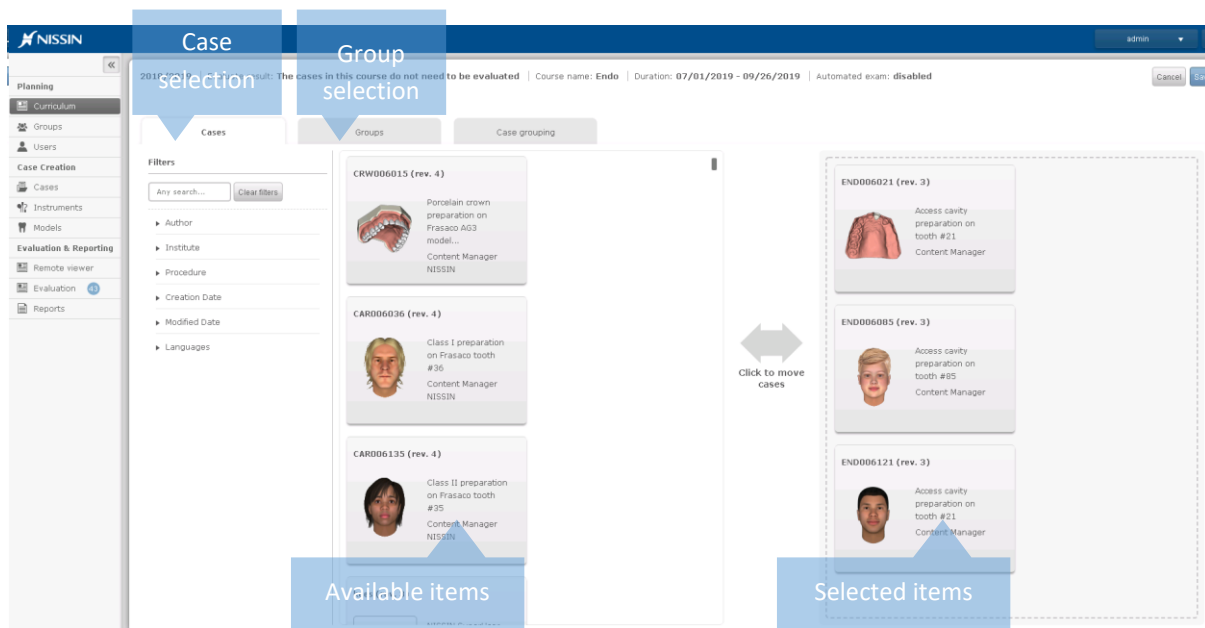 NISSIN
admin
Case
selection
Group
selection
The cases in this course do not need to be evaluated | Course name: Endo | Duration: 07/01/2019 - 09/26/2019 | Automated exam: disabled
Cancel
Planning
Curriculum
Groups
Users
Case Creation
Cases
Instruments
Models
Evaluation & Reporting
Remote viewer
Evaluation 43
Reports
Cases
Groups
Case grouping
Filters
Any search...
Clear filters
Author
Institute
Procedure
Creation Date
Modified Date
Languages
CRW006015 (rev. 4)
Porcelain crown
preparation on
Frasaco AG3
model...
Content Manager
NISSIN
CAR006036 (rev. 4)
Class I preparation
on Frasaco tooth
#36
Content Manager
NISSIN
CAR006135 (rev. 4)
Class II preparation
on Frasaco tooth
#35
Content Manager
NISSIN
Available items
Click to move
cases
END006021 (rev. 3)
Access cavity
preparation on
tooth #21
Content Manager
END006085 (rev. 3)
Access cavity
preparation on
tooth #85
Content Manager
END006121 (rev. 3)
Access cavity
preparation on
tooth #21
Content Manager
Selected items